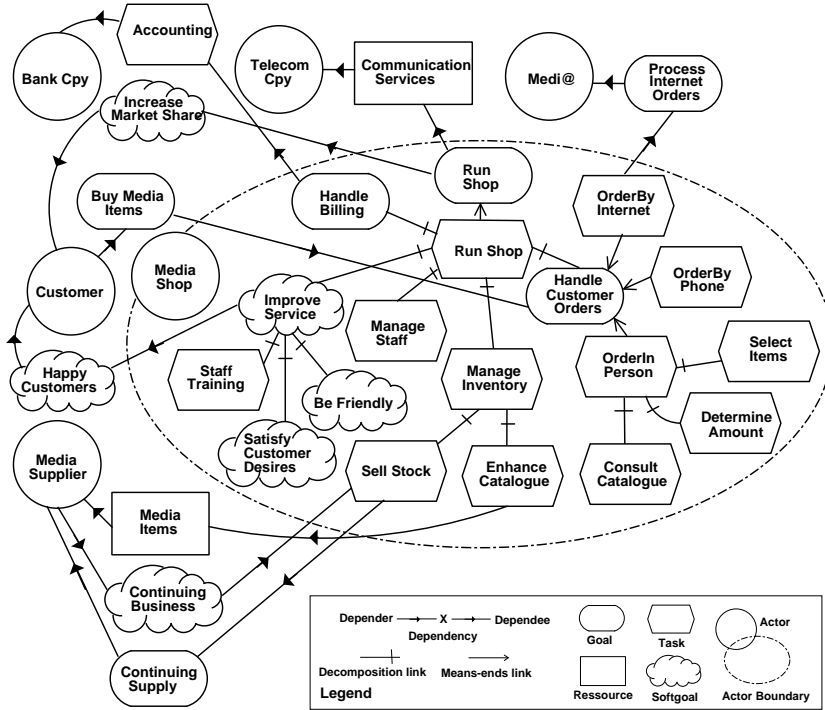 Accounting
Bank Cpy
Telecom
Cpy
Communication
Services
Medi@
Process
Internet
Orders
Increase
Market Share
Run
Shop
Buy Media
Items
Handle
Billing
OrderBy
Internet
Run Shop
Media
Shop
Customer
Improve
Service
Handle
Customer
Orders
OrderBy
Phone
Manage
Staff
Select
Items
Happy
Customers
Staff
Training
Manage
Inventory
OrderIn
Person
Be Friendly
Determine
Amount
Satisfy
Customer
Desires
Media
Supplier
Sell Stock
Enhance
Catalogue
Consult
Catalogue
Media
Items
Continuing
Business
Continuing
Supply
Depender
X
Dependee
Dependency
Decomposition link
Means-ends link
Legend
Goal
Task
Actor
Ressource
Softgoal
Actor Boundary